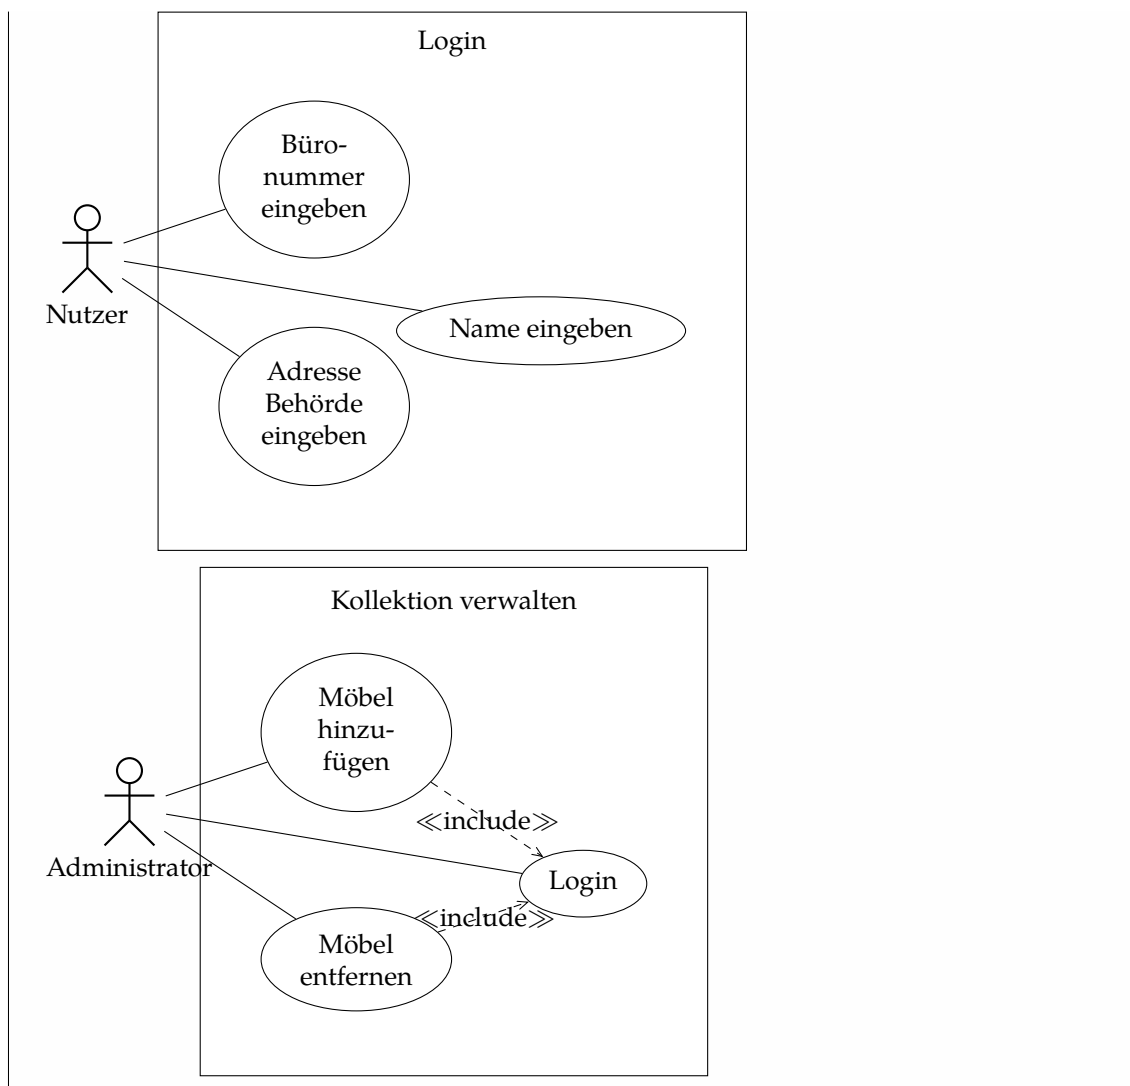 Login
Büro-
nummer
eingeben
Nutzer
Name eingeben
Adresse
Behörde
eingeben
Kollektion verwalten
Möbel
hinzu-
fügen
≪include≫
Administrator
Login
≪include≫
Möbel
entfernen